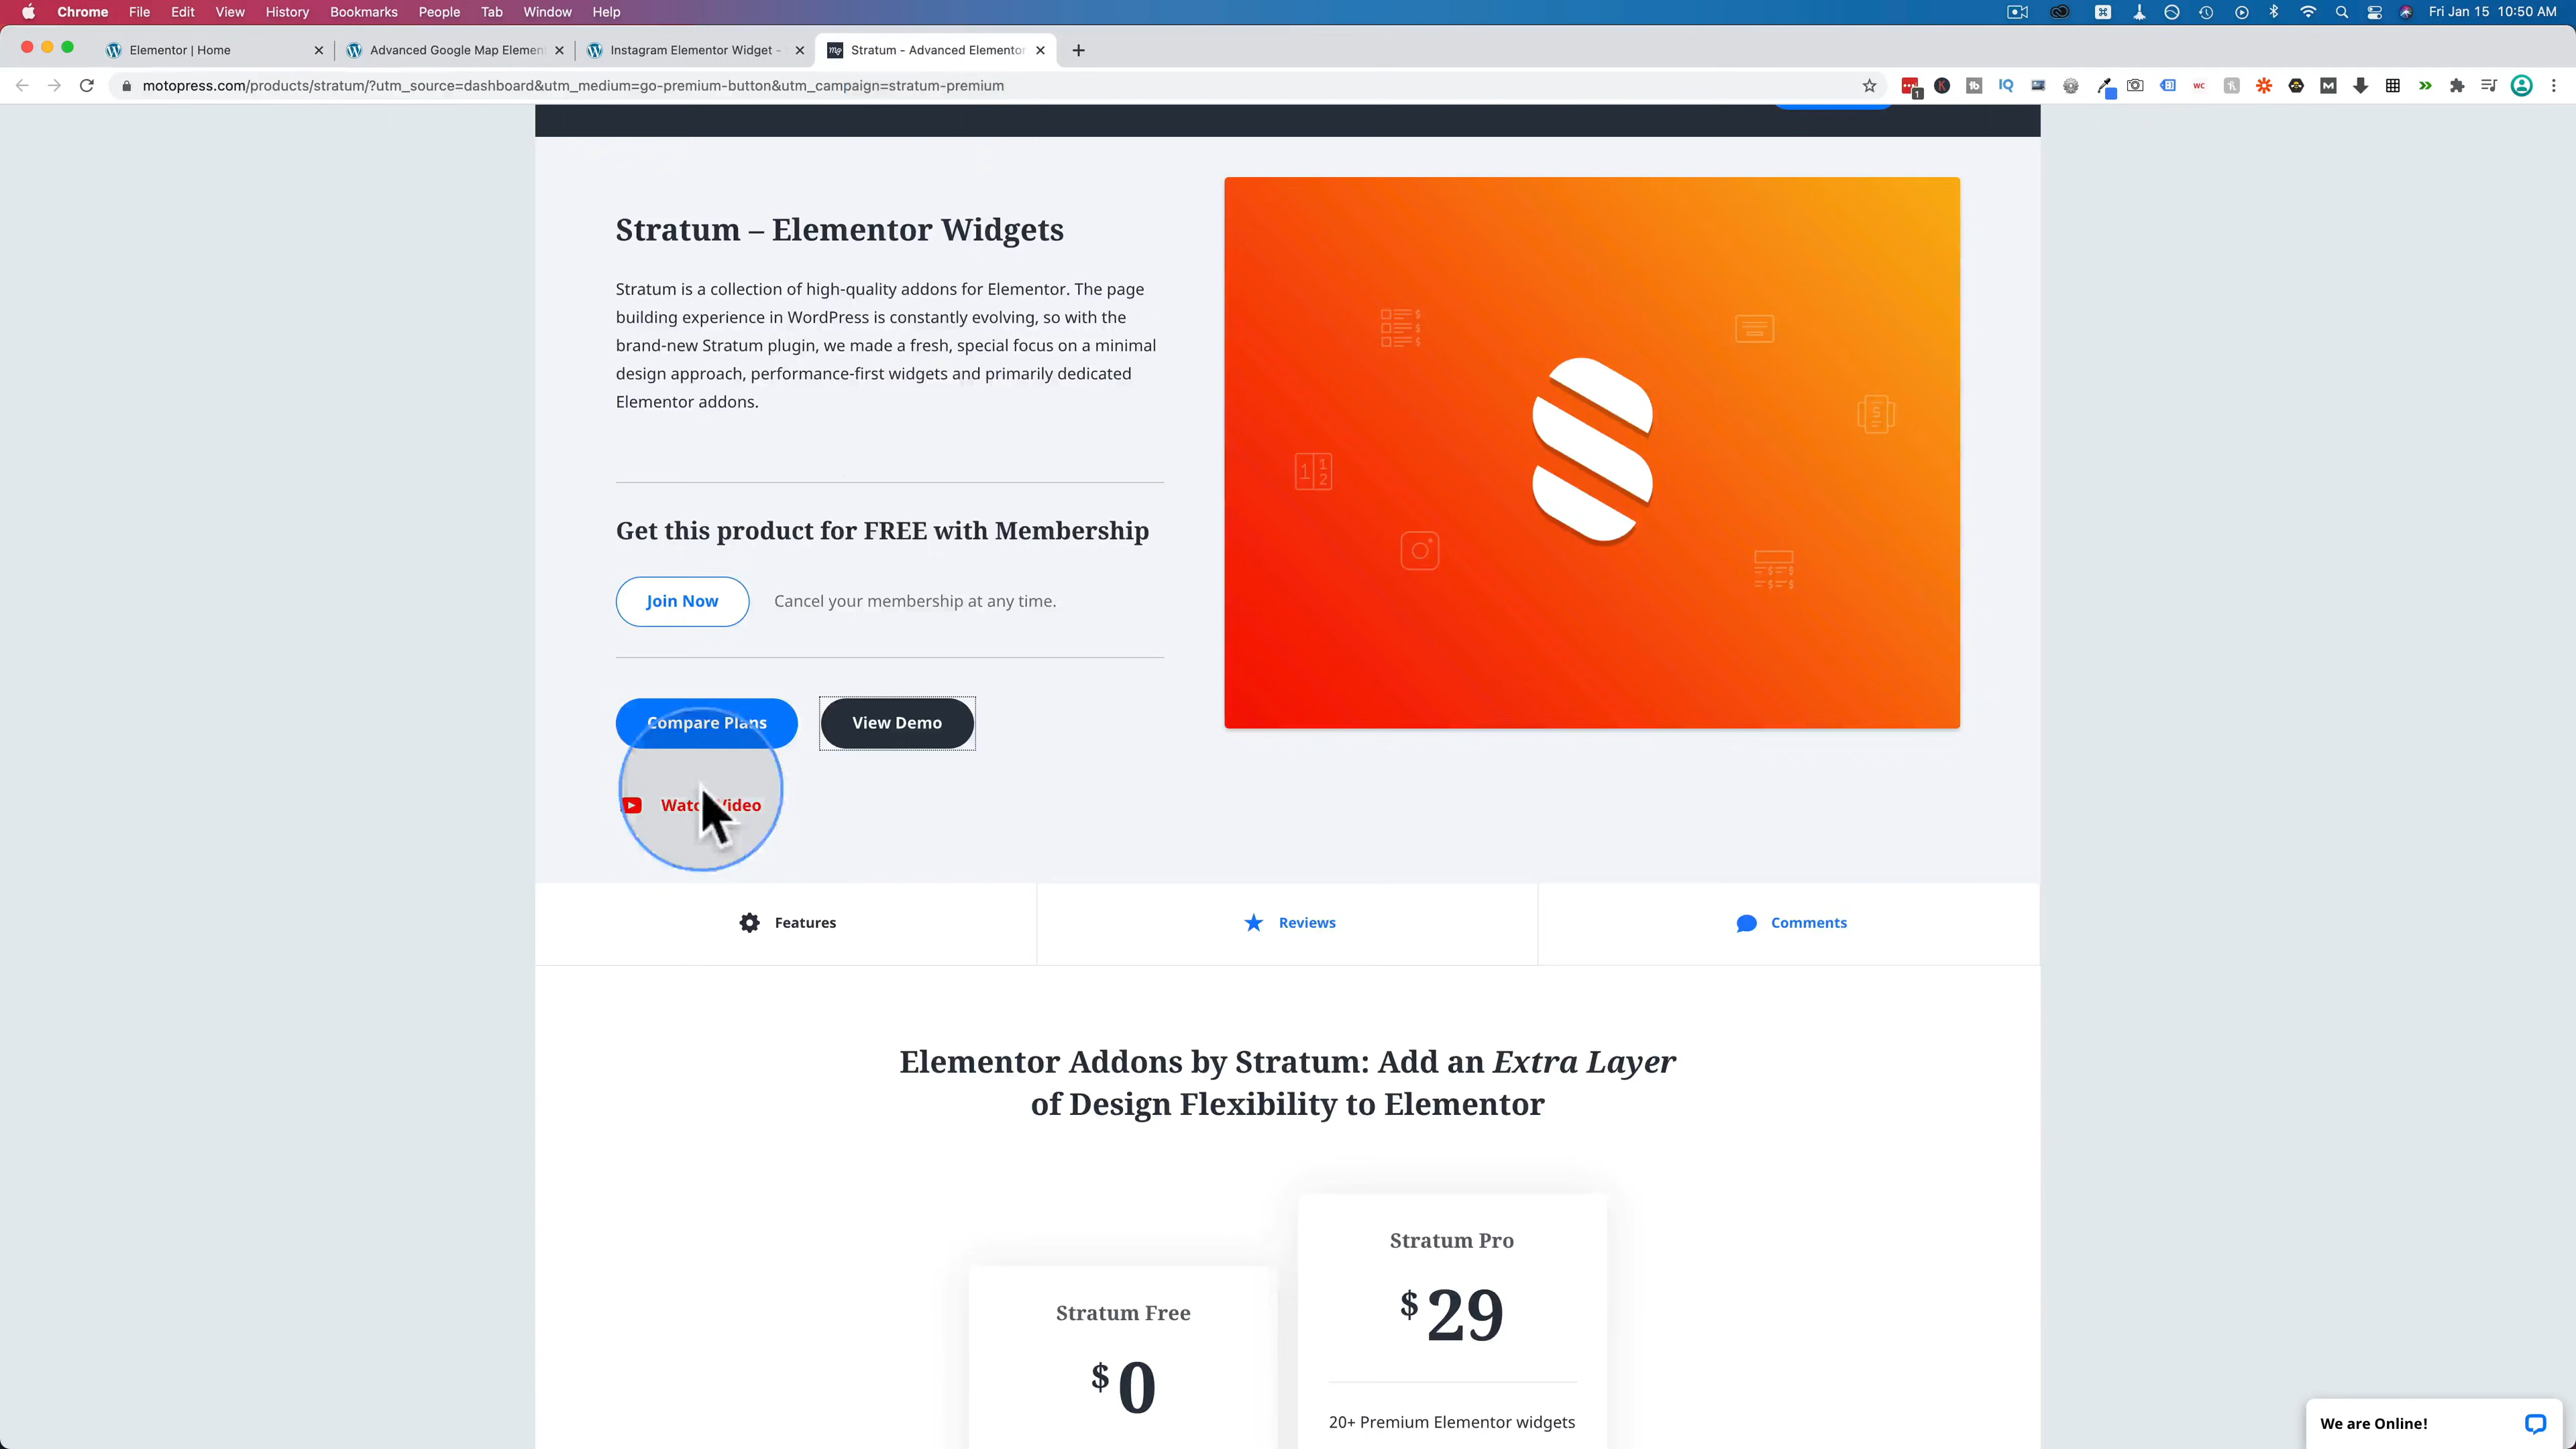 Chrome File Edit View History Bookmarks People Tab Window Help Fri Jan 15 10:50 AM
Elementor | Home Advanced Google Map Elemen Instagram Elementor Widget - Stratum - Advanced Elementor
motopress.com/products/stratum/?utm_source=dashboard&utm_medium=go-premium-button&utm_campaign=stratum-premium
Stratum – Elementor Widgets
Stratum is a collection of high-quality addons for Elementor. The page
building experience in WordPress is constantly evolving, so with the
brand-new Stratum plugin, we made a fresh, special focus on a minimal
design approach, performance-first widgets and primarily dedicated
Elementor addons.
Get this product for FREE with Membership
Join Now Cancel your membership at any time.
Compare Plans View Demo
Watch Video
Features Reviews Comments
Elementor Addons by Stratum: Add an Extra Layer
of Design Flexibility to Elementor
Stratum Pro
$29
Stratum Free
$0
20+ Premium Elementor widgets
We are Online!